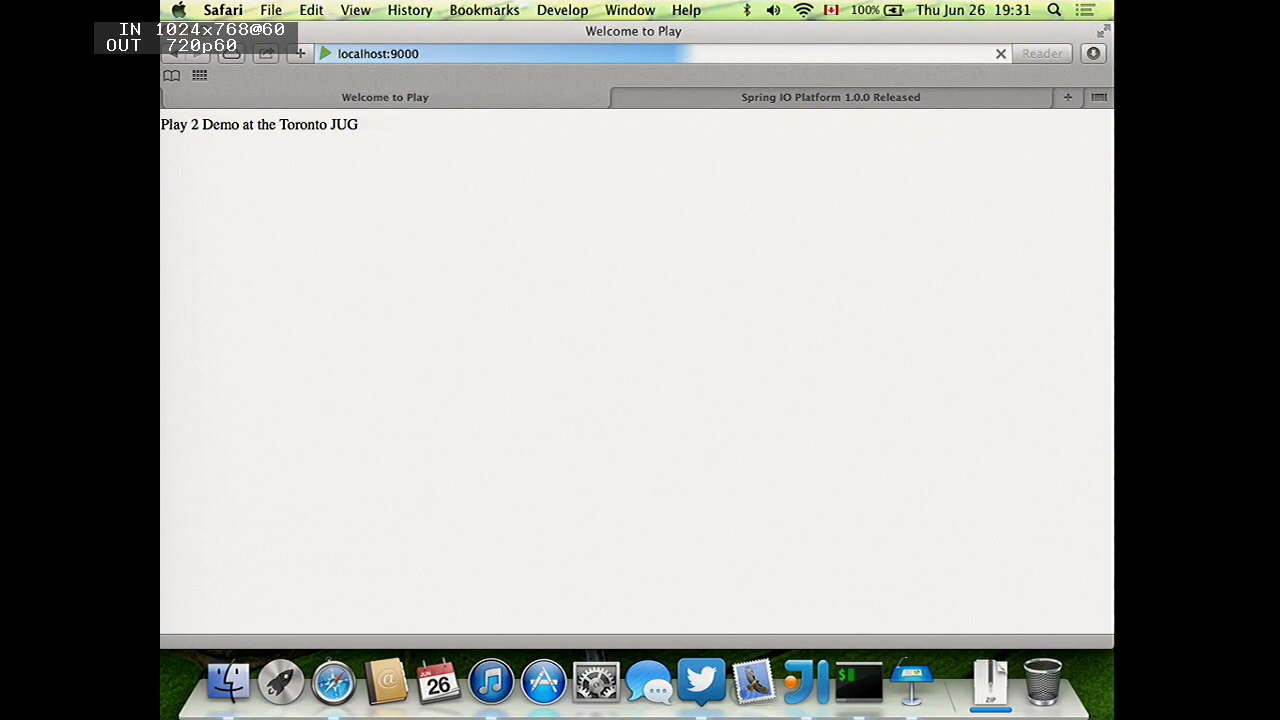 IN 1024x768@60
OUT 720p60
Safari File Edit View History Bookmarks Develop Window Help 100% Thu Jun 26 19:31
Welcome to Play
localhost:9000 Reader
Welcome to Play Spring IO Platform 1.0.0 Released
Play 2 Demo at the Toronto JUG
JUN
26
$
ZIP